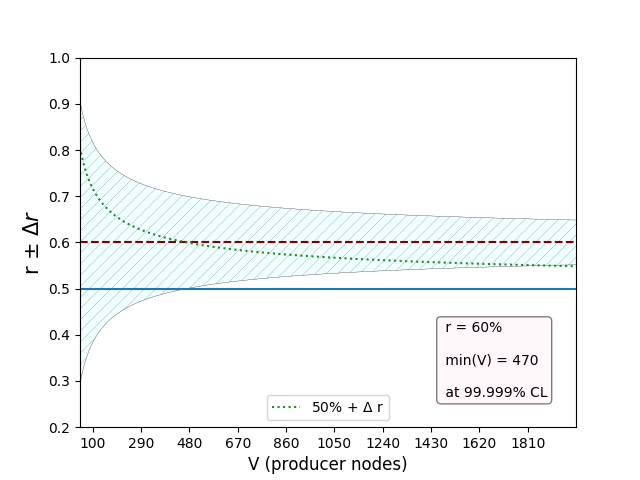 1.0
0.9
0.8
0.7
0.6
0.5
0.4
0.3
0.2
r ± Δr
r = 60%
min(V) = 470
at 99.999% CL
50% + Δ r
100 290 480 670 860 1050 1240 1430 1620 1810
V (producer nodes)